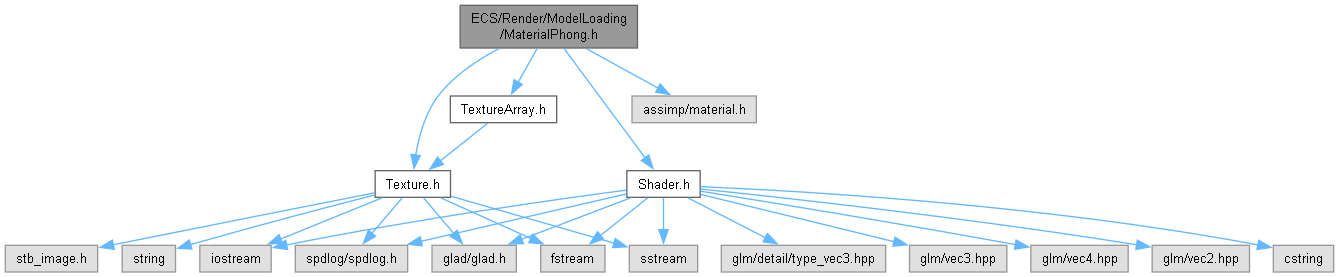 ECS/Render/ModelLoading
/MaterialPhong.h
TextureArray.h
assimp/material.h
Texture.h
Shader.h
stb_image.h
string
iostream
spdlog/spdlog.h
glad/glad.h
fstream
sstream
glm/detail/type_vec3.hpp
glm/vec3.hpp
glm/vec4.hpp
glm/vec2.hpp
cstring